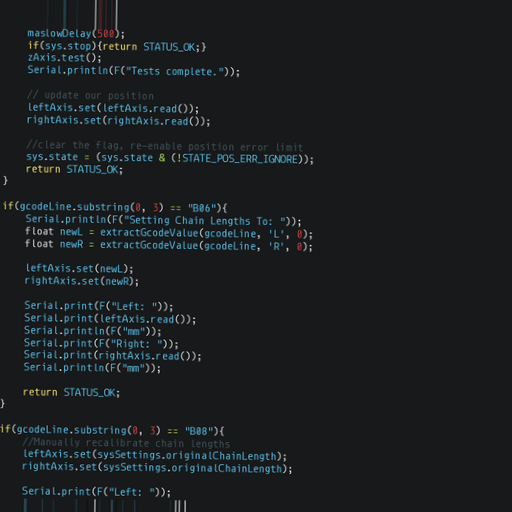 maslowDelay(500);
if(sys.stop){return STATUS_OK;}
zAxis.test();
Serial.println(F("Tests complete."));
// update our position
leftAxis.set(leftAxis.read());
rightAxis.set(rightAxis.read());
//clear the flag, re-enable position error limit
sys.state = (sys.state & (!STATE_POS_ERR_IGNORE));
return STATUS_OK;
}
if(gcodeLine.substring(0, 3) == "B06"){
Serial.println(F("Setting Chain Lengths To: "));
float newL = extractGcodeValue(gcodeLine, 'L', 0);
float newR = extractGcodeValue(gcodeLine, 'R', 0);
leftAxis.set(newL);
rightAxis.set(newR);
Serial.print(F("Left: "));
Serial.print(leftAxis.read());
Serial.println(F("mm"));
Serial.print(F("Right: "));
Serial.print(rightAxis.read());
Serial.println(F("mm"));
return STATUS_OK;
}
if(gcodeLine.substring(0, 3) == "B08"){
//Manually recalibrate chain lengths
leftAxis.set(sysSettings.originalChainLength);
rightAxis.set(sysSettings.originalChainLength);
Serial.print(F("Left: "));